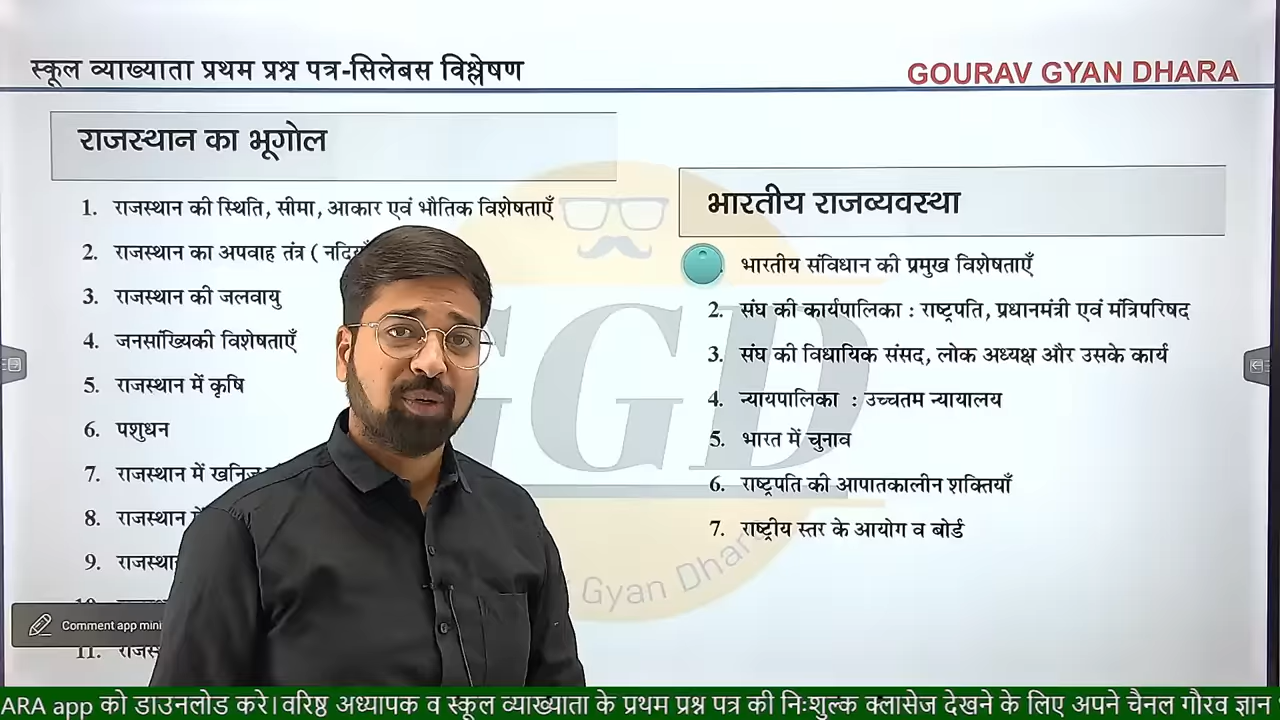 स्कूल व्याख्याता प्रथम प्रश्न पत्र-सिलेबस विश्लेषण
GOURAV GYAN DHARA
राजस्थान का भूगोल
1. राजस्थान की स्थिति, सीमा, आकार एवं भौतिक विशेषताएँ
2. राजस्थान का अपवाह तंत्र ( नदियाँ
3. राजस्थान की जलवायु
4. जनसांख्यिकी विशेषताएँ
5. राजस्थान में कृषि
6. पशुधन
7. राजस्थान में खनिज
8. राजस्थान में
9. राजस्थान
11.
भारतीय राजव्यवस्था
भारतीय संविधान की प्रमुख विशेषताएँ
2. संघ की कार्यपालिका : राष्ट्रपति, प्रधानमंत्री एवं मंत्रिपरिषद
3. संघ की विधायिक संसद, लोक अध्यक्ष और उसके कार्य
4. न्यायपालिका : उच्चतम न्यायालय
5. भारत में चुनाव
6. राष्ट्रपति की आपातकालीन शक्तियाँ
7. राष्ट्रीय स्तर के आयोग व बोर्ड
GGD
Gyan Dhara
Comment app mini
ARA app को डाउनलोड करे। वरिष्ठ अध्यापक व स्कूल व्याख्याता के प्रथम प्रश्न पत्र की निःशुल्क क्लासेज देखने के लिए अपने चैनल गौरव ज्ञान